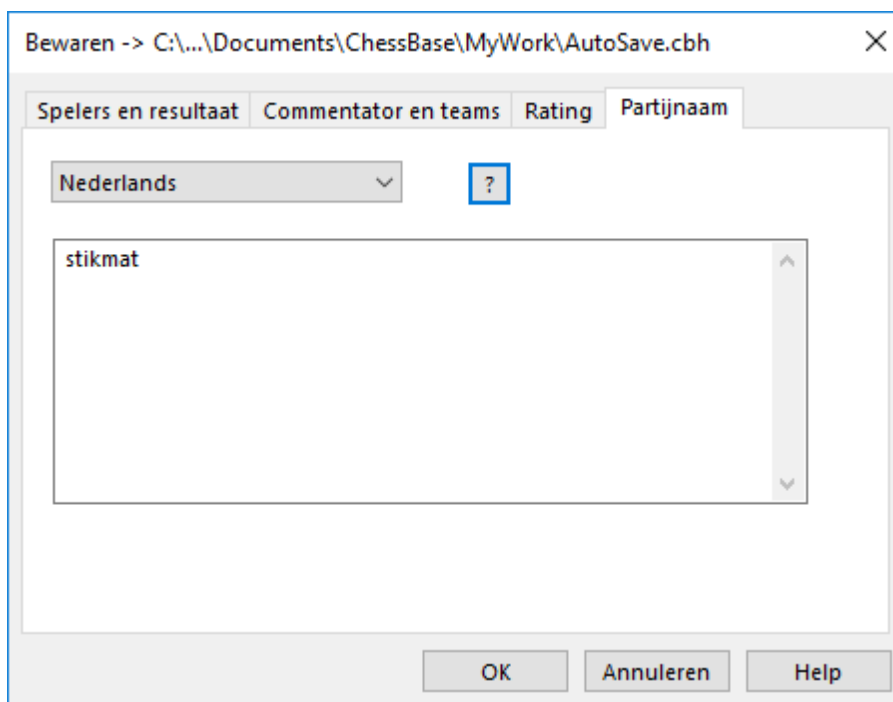 Bewaren -> C:\...\Documents\ChessBase\MyWork\AutoSave.cbh
Spelers en resultaat Commentator en teams Rating Partijnaam
Nederlands ?
stikmat
OK Annuleren Help